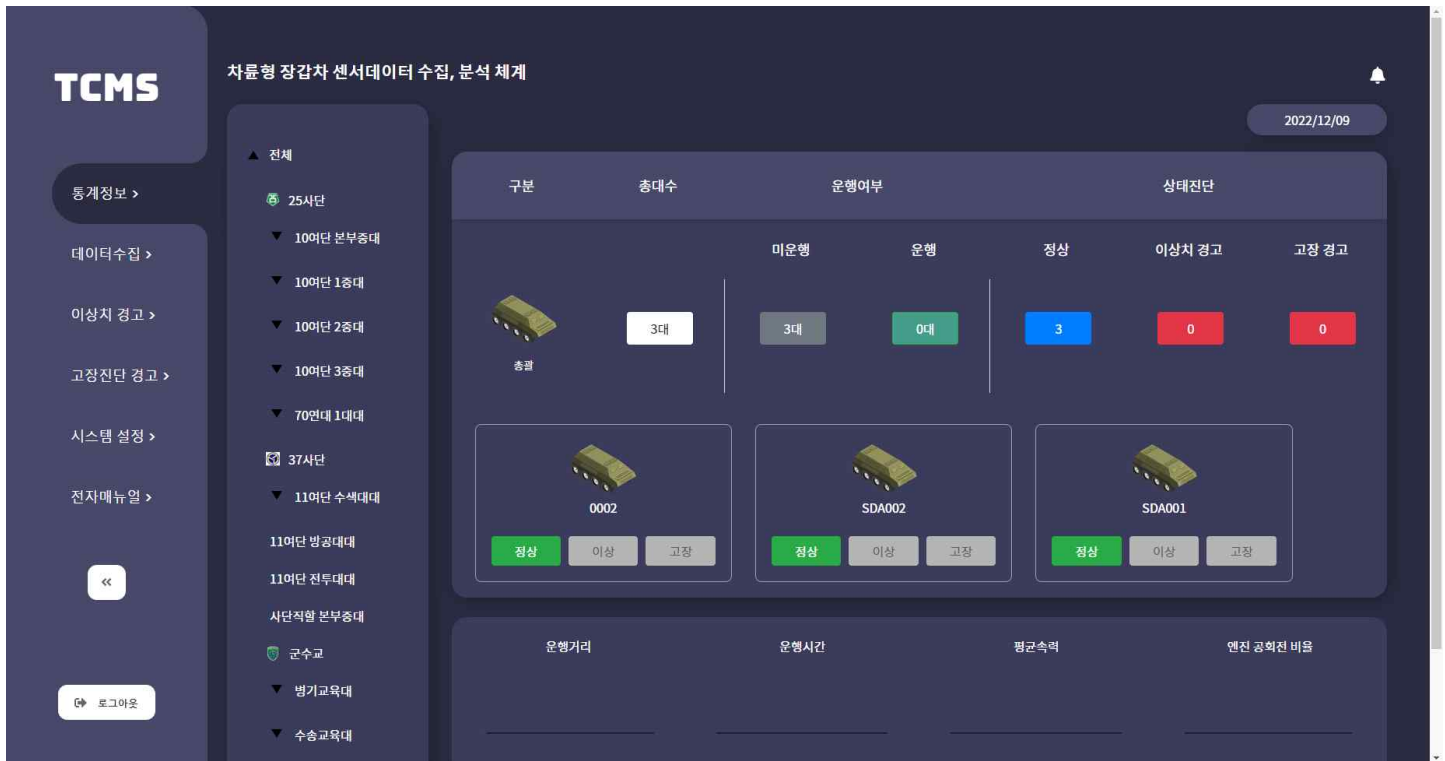 TCMS
차륜형 장갑차 센서데이터 수집, 분석 체계
2022/12/09
통계정보 >
데이터수집 >
이상치 경고 >
고장진단 경고 >
시스템 설정 >
전자매뉴얼 >
«
로그아웃
▲ 전체
25사단
▼ 10여단 본부중대
▼ 10여단 1중대
▼ 10여단 2중대
▼ 10여단 3중대
▼ 70연대 1대대
37사단
▼ 11여단 수색대대
11여단 방공대대
11여단 전투대대
사단직할 본부중대
군수교
▼ 병기교육대
▼ 수송교육대
구분 총대수 운행여부 상태진단
미운행 운행 정상 이상치 경고 고장 경고
3대 3대 0대 3 0 0
총괄
0002 SDA002 SDA001
정상 이상 고장 정상 이상 고장 정상 이상 고장
운행거리 운행시간 평균속력 엔진 공회전 비율